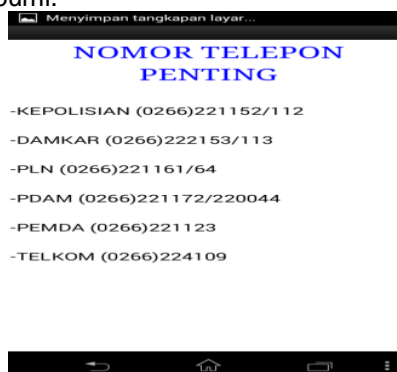 Menyimpan tangkapan layar...
NOMOR TELEPON
PENTING
-KEPOLISIAN (0266)221152/112
-DAMKAR (0266)222153/113
-PLN (0266)221161/64
-PDAM (0266)221172/220044
-PEMDA (0266)221123
-TELKOM (0266)224109